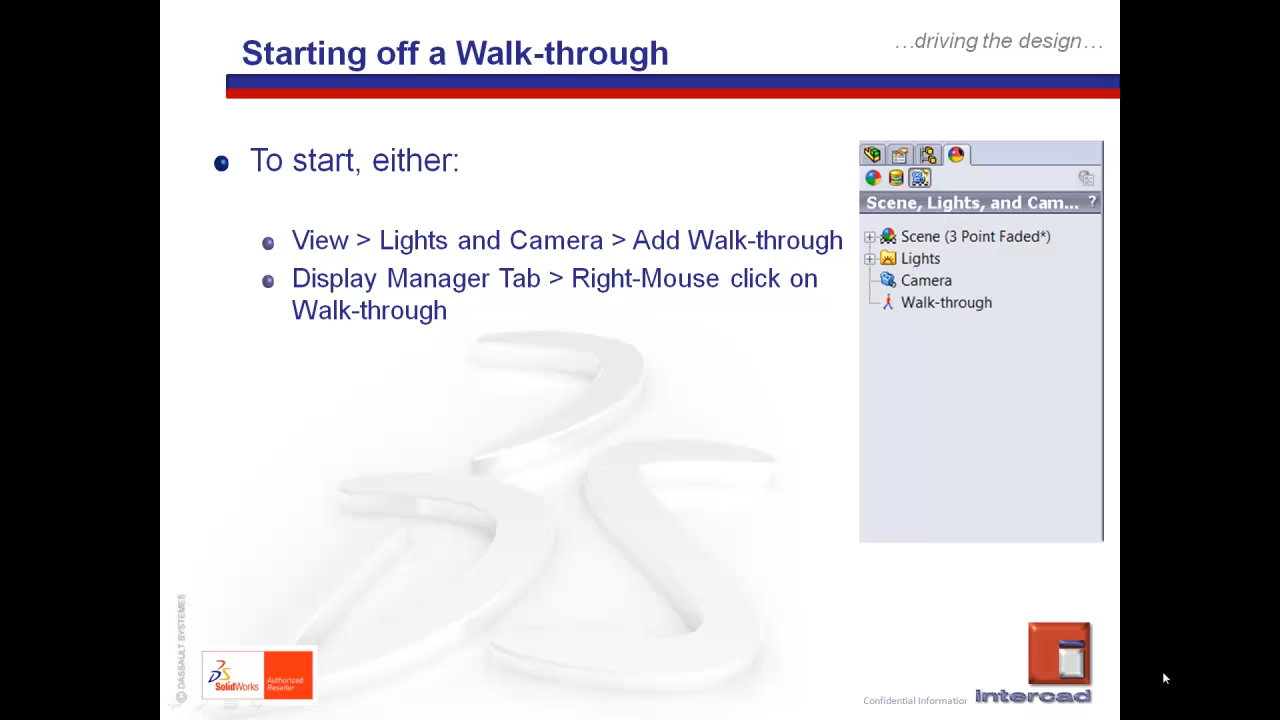 Starting off a Walk-through
…driving the design…
To start, either:
View > Lights and Camera > Add Walk-through
Display Manager Tab > Right-Mouse click on
Walk-through
Scene, Lights, and Cam... ?
Scene (3 Point Faded*)
Lights
Camera
Walk-through
© DASSAULT SYSTEMES
SolidWorks
Authorized
Reseller
Confidential Informatior
intercad